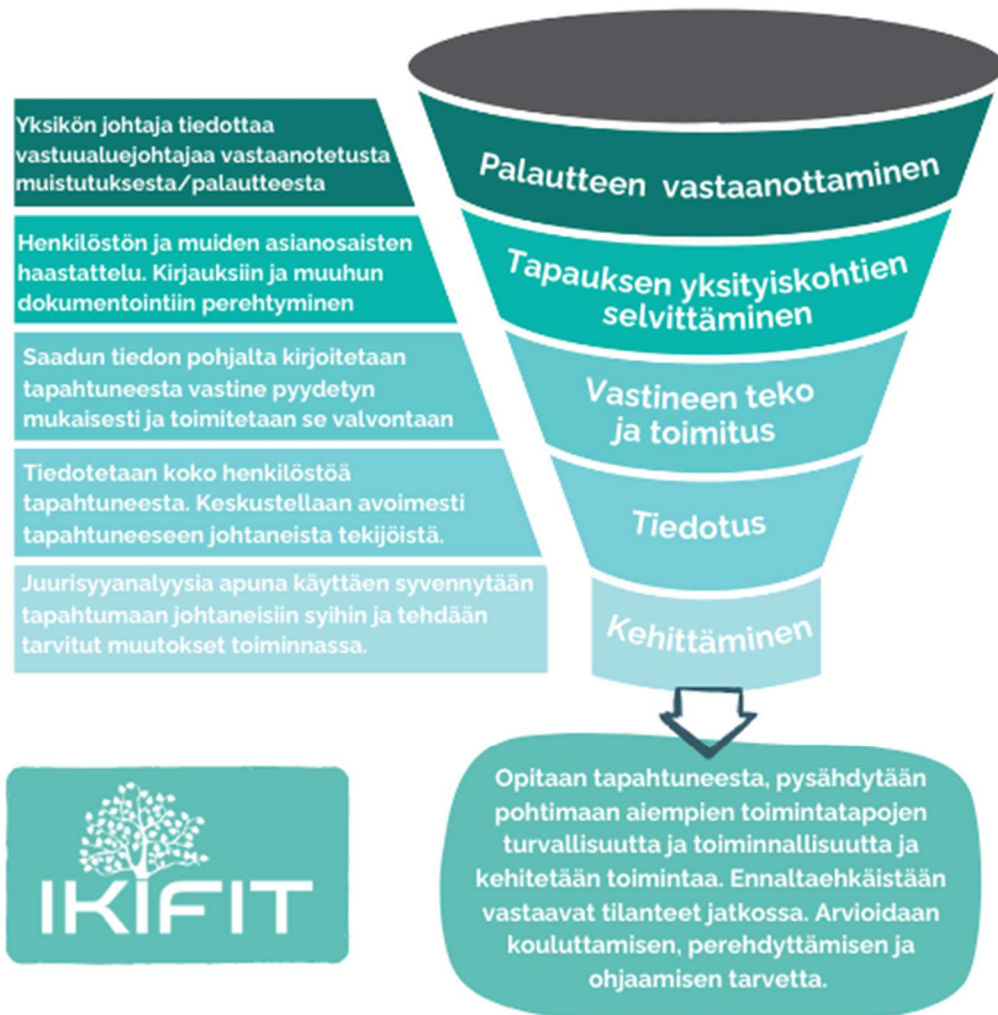 Yksikön johtaja tiedottaa
vastuualuejohtajaa vastaanotetusta
muistutuksesta/palautteesta
Palautteen vastaanottaminen
Henkilöstön ja muiden asianosaisten
haastattelu. Kirjauksiin ja muuhun
dokumentointiin perehtyminen
Tapauksen yksityiskohtien
selvittäminen
Saadun tiedon pohjalta kirjoitetaan
tapahtuneesta vastine pyydetyn
mukaisesti ja toimitetaan se valvontaan
Vastineen teko
ja toimitus
Tiedotetaan koko henkilöstöä
tapahtuneesta. Keskustellaan avoimesti
tapahtuneeseen johtaneista tekijöistä.
Tiedotus
Juurisyyanalyysia apuna käyttäen syvennytään
tapahtumaan johtaneisiin syihin ja tehdään
tarvitut muutokset toiminnassa.
Kehittäminen
Opitaan tapahtuneesta, pysähdytään
pohtimaan aiempien toimintatapojen
turvallisuutta ja toiminnallisuutta ja
kehitetään toimintaa. Ennaltaehkäistään
vastaavat tilanteet jatkossa. Arvioidaan
kouluttamisen, perehdyttämisen ja
ohjaamisen tarvetta.
IKIFIT